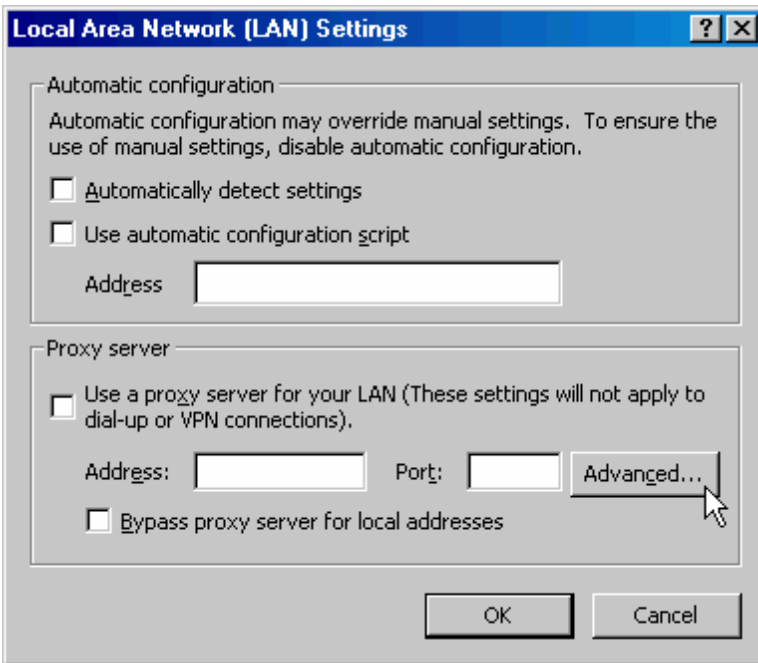 Local Area Network (LAN) Settings
Automatic configuration
Automatic configuration may override manual settings.  To ensure the
use of manual settings, disable automatic configuration.
Automatically detect settings
Use automatic configuration script
Address
Proxy server
Use a proxy server for your LAN (These settings will not apply to
dial-up or VPN connections).
Address: Port: Advanced...
Bypass proxy server for local addresses
OK Cancel